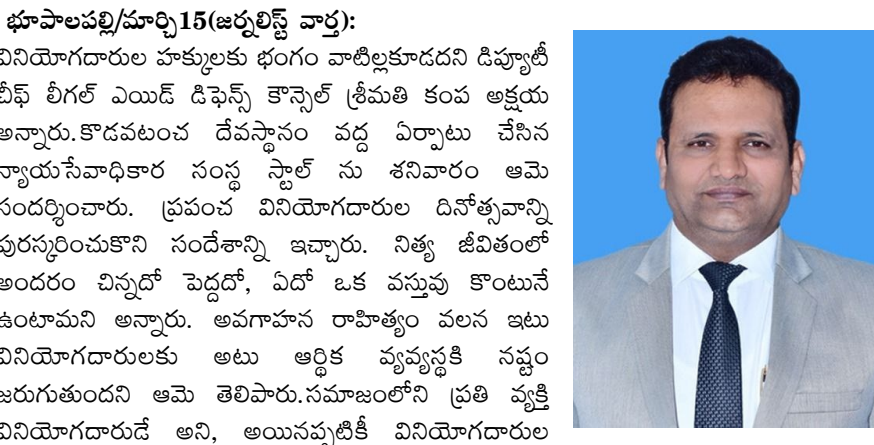 భూపాలపల్లి/మార్చి15(జర్నలిస్ట్ వార్త):
వినియోగదారుల హక్కులకు భంగం వాటిల్లకూడదని డిప్యూటీ
చీఫ్ లీగల్ ఎయిడ్ డిఫెన్స్ కౌన్సెల్ శ్రీమతి కంప అక్షయ
అన్నారు.కొడవటంచ దేవస్థానం వద్ద ఏర్పాటు చేసిన
న్యాయసేవాధికార సంస్థ స్టాల్ ను శనివారం ఆమె
సందర్శించారు. ప్రపంచ వినియోగదారుల దినోత్సవాన్ని
పురస్కరించుకొని సందేశాన్ని ఇచ్చారు. నిత్య జీవితంలో
అందరం చిన్నదో పెద్దదో, ఏదో ఒక వస్తువు కొంటునే
ఉంటామని అన్నారు. అవగాహన రాహిత్యం వలన ఇటు
వినియోగదారులకు అటు ఆర్థిక వ్యవ్యస్థకి నష్టం
జరుగుతుందని ఆమె తెలిపారు.సమాజంలోని ప్రతి వ్యక్తి
వినియోగదారుడే అని, అయినప్పటికీ వినియోగదారుల